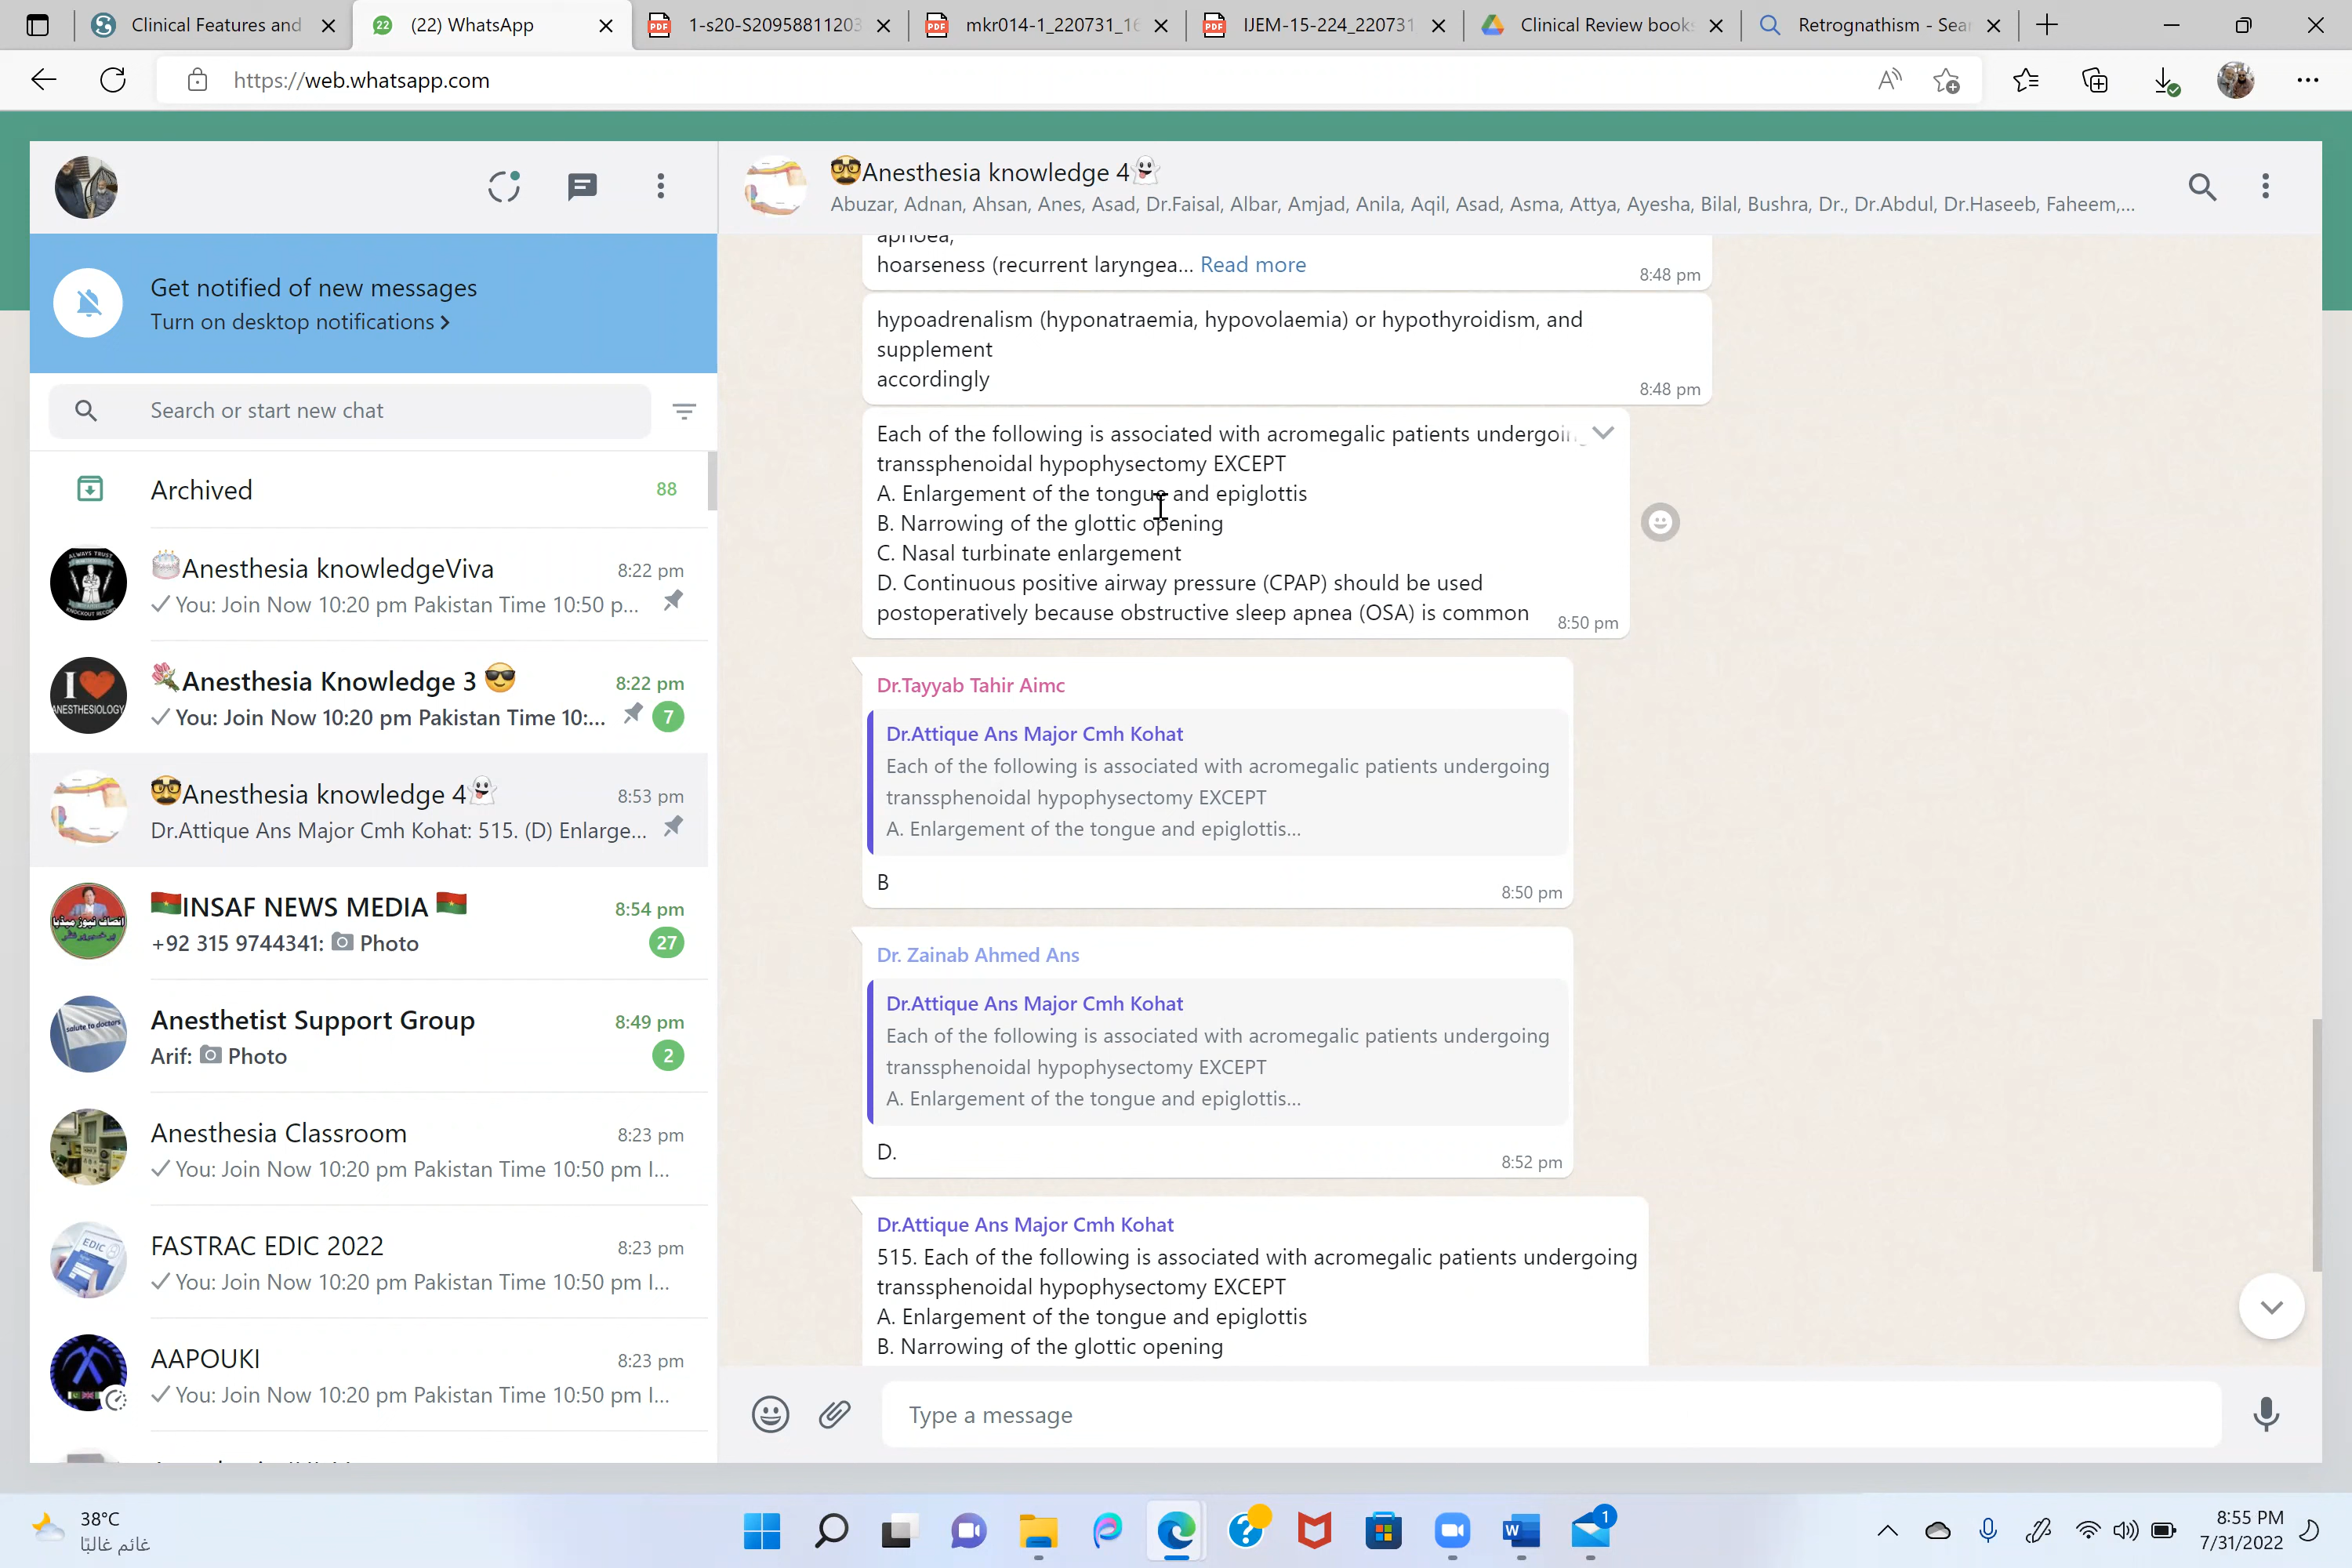 Clinical Features and
(22) WhatsApp
1-s20-S2095881120
mkr014-1_220731_16
IJEM-15-224_220731
Clinical Review book
Retrognathism - Sea
https://web.whatsapp.com
Anesthesia knowledge 4
Abuzar, Adnan, Ahsan, Anes, Asad, Dr.Faisal, Albar, Amjad, Anila, Aqil, Asad, Asma, Attya, Ayesha, Bilal, Bushra, Dr., Dr.Abdul, Dr.Haseeb, Faheem,...
Get notified of new messages
Turn on desktop notifications >
Search or start new chat
Archived
88
Anesthesia knowledgeViva
8:22 pm
You: Join Now 10:20 pm Pakistan Time 10:50 p...
I
ANESTHESIOLOGY
Anesthesia Knowledge 3
8:22 pm
You: Join Now 10:20 pm Pakistan Time 10:...
7
Anesthesia knowledge 4
8:53 pm
Dr.Attique Ans Major Cmh Kohat: 515. (D) Enlarge...
INSAF NEWS MEDIA
8:54 pm
+92 315 9744341: Photo
27
salute to doctors
Anesthetist Support Group
8:49 pm
Arif: Photo
2
Anesthesia Classroom
8:23 pm
You: Join Now 10:20 pm Pakistan Time 10:50 pm I...
EDIC
FASTRAC EDIC 2022
8:23 pm
You: Join Now 10:20 pm Pakistan Time 10:50 pm I...
AAPOUKI
8:23 pm
You: Join Now 10:20 pm Pakistan Time 10:50 pm I...
apnoea,
hoarseness (recurrent laryngea... Read more
8:48 pm
hypoadrenalism (hyponatraemia, hypovolaemia) or hypothyroidism, and
supplement
accordingly
8:48 pm
Each of the following is associated with acromegalic patients undergoing
transsphenoidal hypophysectomy EXCEPT
A. Enlargement of the tongue and epiglottis
B. Narrowing of the glottic opening
C. Nasal turbinate enlargement
D. Continuous positive airway pressure (CPAP) should be used
postoperatively because obstructive sleep apnea (OSA) is common
8:50 pm
Dr.Tayyab Tahir Aimc
Dr.Attique Ans Major Cmh Kohat
Each of the following is associated with acromegalic patients undergoing
transsphenoidal hypophysectomy EXCEPT
A. Enlargement of the tongue and epiglottis...
B
8:50 pm
Dr. Zainab Ahmed Ans
Dr.Attique Ans Major Cmh Kohat
Each of the following is associated with acromegalic patients undergoing
transsphenoidal hypophysectomy EXCEPT
A. Enlargement of the tongue and epiglottis...
D.
8:52 pm
Dr.Attique Ans Major Cmh Kohat
515. Each of the following is associated with acromegalic patients undergoing
transsphenoidal hypophysectomy EXCEPT
A. Enlargement of the tongue and epiglottis
B. Narrowing of the glottic opening
Type a message
38°C
غائم غالبًا
1
8:55 PM
7/31/2022